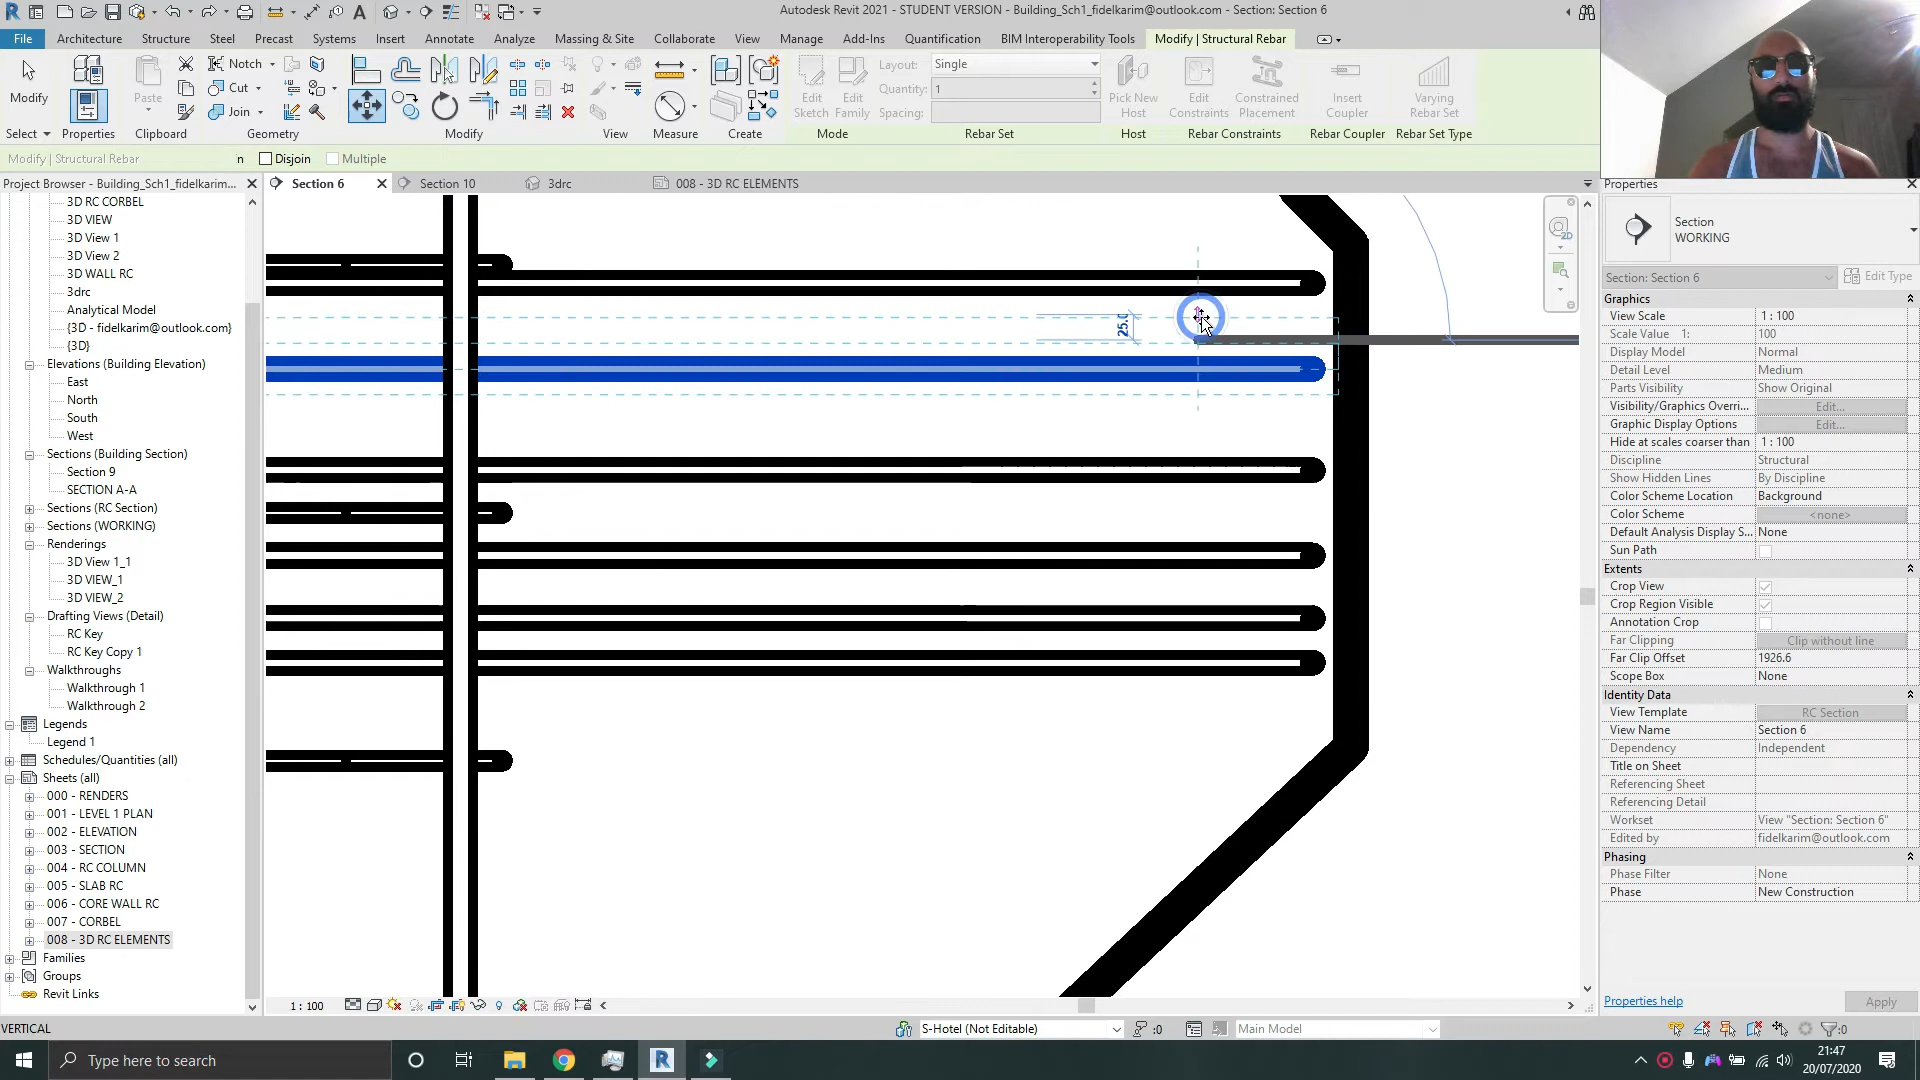 Autodesk Revit 2021 - STUDENT VERSION - Building_Sch1_fidelkarim@outlook.com - Section: Section 6
File Architecture Structure Steel Precast Systems Insert Annotate Analyze Massing & Site Collaborate View Manage Add-Ins Quantification BIM Interoperability Tools Modify | Structural Rebar
Notch
Cut
Join
Modify
Paste
Layout: Single
Quantity: 1
Spacing:
Edit Sketch
Edit Family
Pick New Host
Edit Constraints
Constrained Placement
Insert Coupler
Varying Rebar Set
Select Properties Clipboard Geometry Modify View Measure Create Mode Rebar Set Host Rebar Constraints Rebar Coupler Rebar Set Type
Modify | Structural Rebar n Disjoin Multiple
Project Browser - Building_Sch1_fidelkarim...
Section 6 Section 10 3drc 008 - 3D RC ELEMENTS
3D RC CORBEL
3D VIEW
3D View 1
3D View 2
3D WALL RC
3drc
Analytical Model
{3D - fidelkarim@outlook.com}
{3D}
Elevations (Building Elevation)
East
North
South
West
Sections (Building Section)
Section 9
SECTION A-A
Sections (RC Section)
Sections (WORKING)
Renderings
3D View 1_1
3D VIEW_1
3D VIEW_2
Drafting Views (Detail)
RC Key
RC Key Copy 1
Walkthroughs
Walkthrough 1
Walkthrough 2
Legends
Legend 1
Schedules/Quantities (all)
Sheets (all)
000 - RENDERS
001 - LEVEL 1 PLAN
002 - ELEVATION
003 - SECTION
004 - RC COLUMN
005 - SLAB RC
006 - CORE WALL RC
007 - CORBEL
008 - 3D RC ELEMENTS
Families
Groups
Revit Links
25.0
2D
Properties
Section
WORKING
Section: Section 6 Edit Type
Graphics
View Scale 1 : 100
Scale Value 1: 100
Display Model Normal
Detail Level Medium
Parts Visibility Show Original
Visibility/Graphics Overri... Edit...
Graphic Display Options Edit...
Hide at scales coarser than 1 : 100
Discipline Structural
Show Hidden Lines By Discipline
Color Scheme Location Background
Color Scheme <none>
Default Analysis Display S... None
Sun Path
Extents
Crop View
Crop Region Visible
Annotation Crop
Far Clipping Clip without line
Far Clip Offset 1926.6
Scope Box None
Identity Data
View Template RC Section
View Name Section 6
Dependency Independent
Title on Sheet
Referencing Sheet
Referencing Detail
Workset View "Section: Section 6"
Edited by fidelkarim@outlook.com
Phasing
Phase Filter None
Phase New Construction
Properties help Apply
1 : 100
VERTICAL S-Hotel (Not Editable) :0 Main Model :0
Type here to search
21:47
20/07/2020